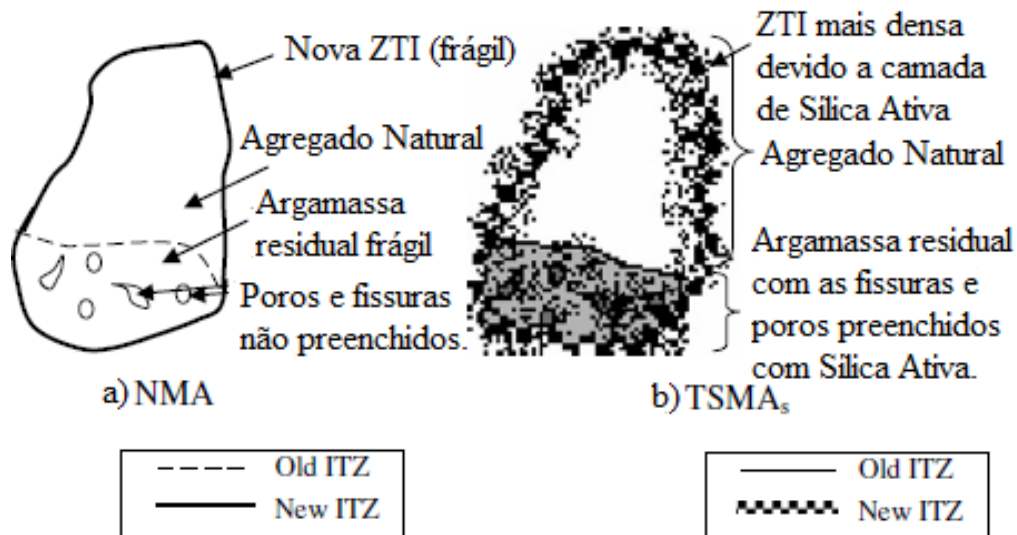 Nova ZTI (frágil)
Agregado Natural
Argamassa
residual frágil
Poros e fissuras
não preenchidos.
a) NMA
Old ITZ
New ITZ
ZTI mais densa
devido a camada
de Sílica Ativa
Agregado Natural
Argamassa residual
com as fissuras e
poros preenchidos
com Sílica Ativa.
b) TSMAs
Old ITZ
New ITZ